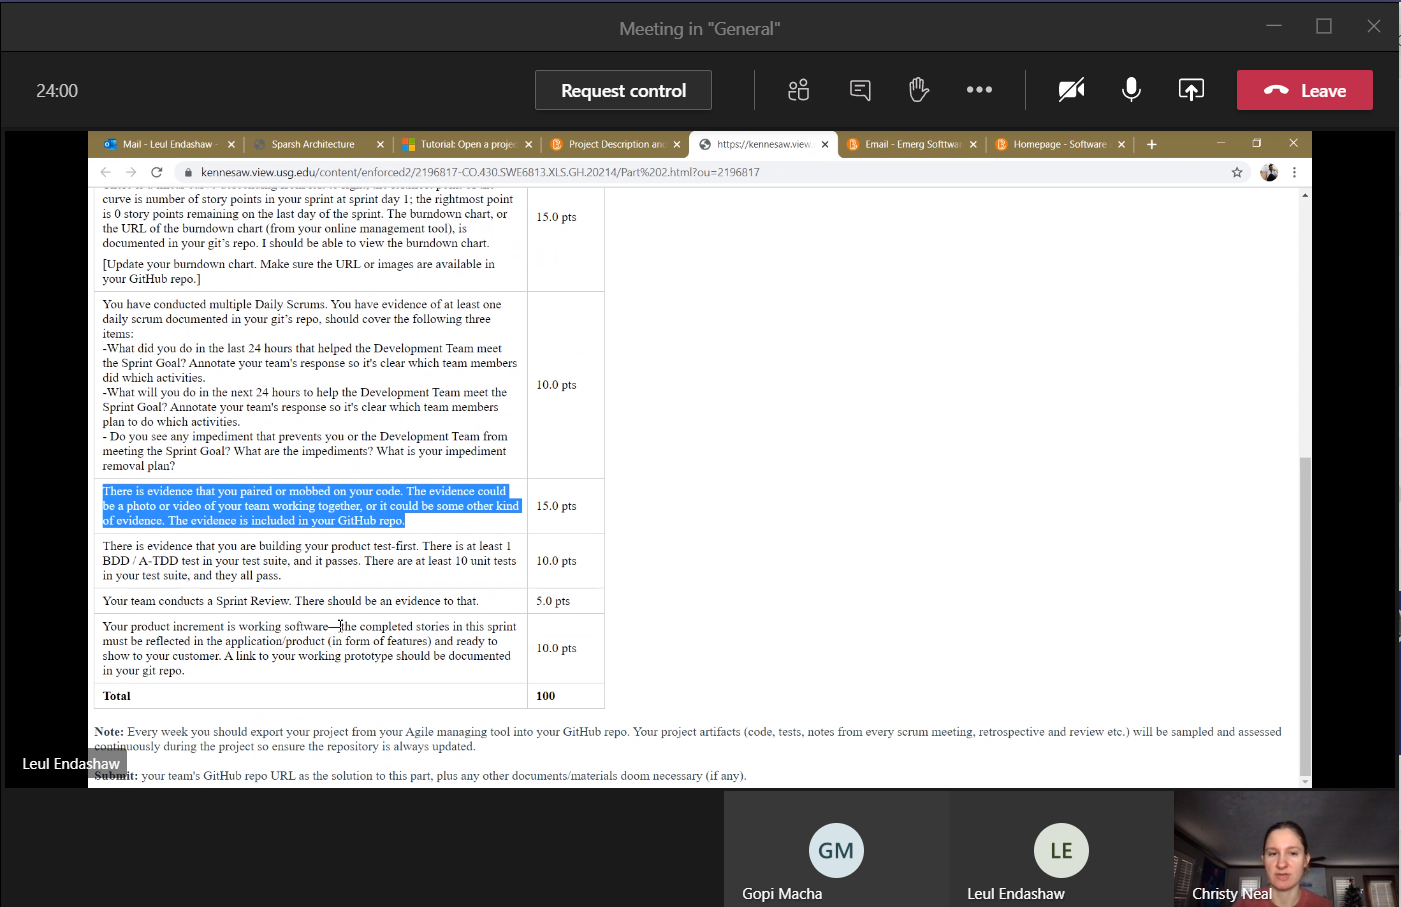 Meeting in "General"
24:00
Request control
Leave
Mail - Leul Endashaw -
Sparsh Architecture
Tutorial: Open a projec
Project Description and
https://kennesaw.view.
Email - Emerg Softtwar
Homepage - Software
kennesaw.view.usg.edu/content/enforced2/2196817-CO.430.SWE6813.XLS.GH.20214/Part%202.html?ou=2196817
curve is number of story points in your sprint at sprint day 1; the rightmost point
is 0 story points remaining on the last day of the sprint. The burndown chart, or
the URL of the burndown chart (from your online management tool), is
documented in your git's repo. I should be able to view the burndown chart.
15.0 pts
[Update your burndown chart. Make sure the URL or images are available in
your GitHub repo.]
You have conducted multiple Daily Scrums. You have evidence of at least one
daily scrum documented in your git's repo, should cover the following three
items:
-What did you do in the last 24 hours that helped the Development Team meet
the Sprint Goal? Annotate your team's response so it's clear which team members
did which activities.
-What will you do in the next 24 hours to help the Development Team meet the
Sprint Goal? Annotate your team's response so it's clear which team members
plan to do which activities.
- Do you see any impediment that prevents you or the Development Team from
meeting the Sprint Goal? What are the impediments? What is your impediment
removal plan?
10.0 pts
There is evidence that you paired or mobbed on your code. The evidence could
be a photo or video of your team working together, or it could be some other kind
of evidence. The evidence is included in your GitHub repo.
15.0 pts
There is evidence that you are building your product test-first. There is at least 1
BDD / A-TDD test in your test suite, and it passes. There are at least 10 unit tests
in your test suite, and they all pass.
10.0 pts
Your team conducts a Sprint Review. There should be an evidence to that.
5.0 pts
Your product increment is working software—the completed stories in this sprint
must be reflected in the application/product (in form of features) and ready to
show to your customer. A link to your working prototype should be documented
in your git repo.
10.0 pts
Total
100
Note: Every week you should export your project from your Agile managing tool into your GitHub repo. Your project artifacts (code, tests, notes from every scrum meeting, retrospective and review etc.) will be sampled and assessed
continuously during the project so ensure the repository is always updated.
Leul Endashaw
Submit: your team's GitHub repo URL as the solution to this part, plus any other documents/materials doom necessary (if any).
GM
Gopi Macha
LE
Leul Endashaw
Christy Neal